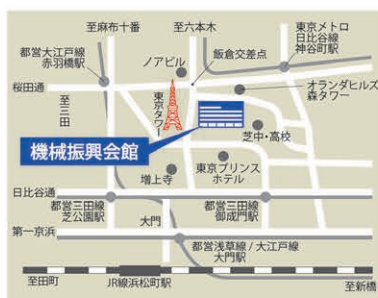 至麻布十番
至六本木
都営大江戸線
赤羽橋駅
ノアビル
飯倉交差点
東京メトロ
日比谷線
神谷町駅
桜田通
オランダヒルズ
森タワー
至三田
東京タワー
機械振興会館
芝中・高校
増上寺
東京プリンス
ホテル
日比谷通
都営三田線
芝公園駅
都営三田線
御成門駅
大門
第一京浜
都営浅草線/大江戸線
大門駅
至田町
JR線浜松町駅
至新橋